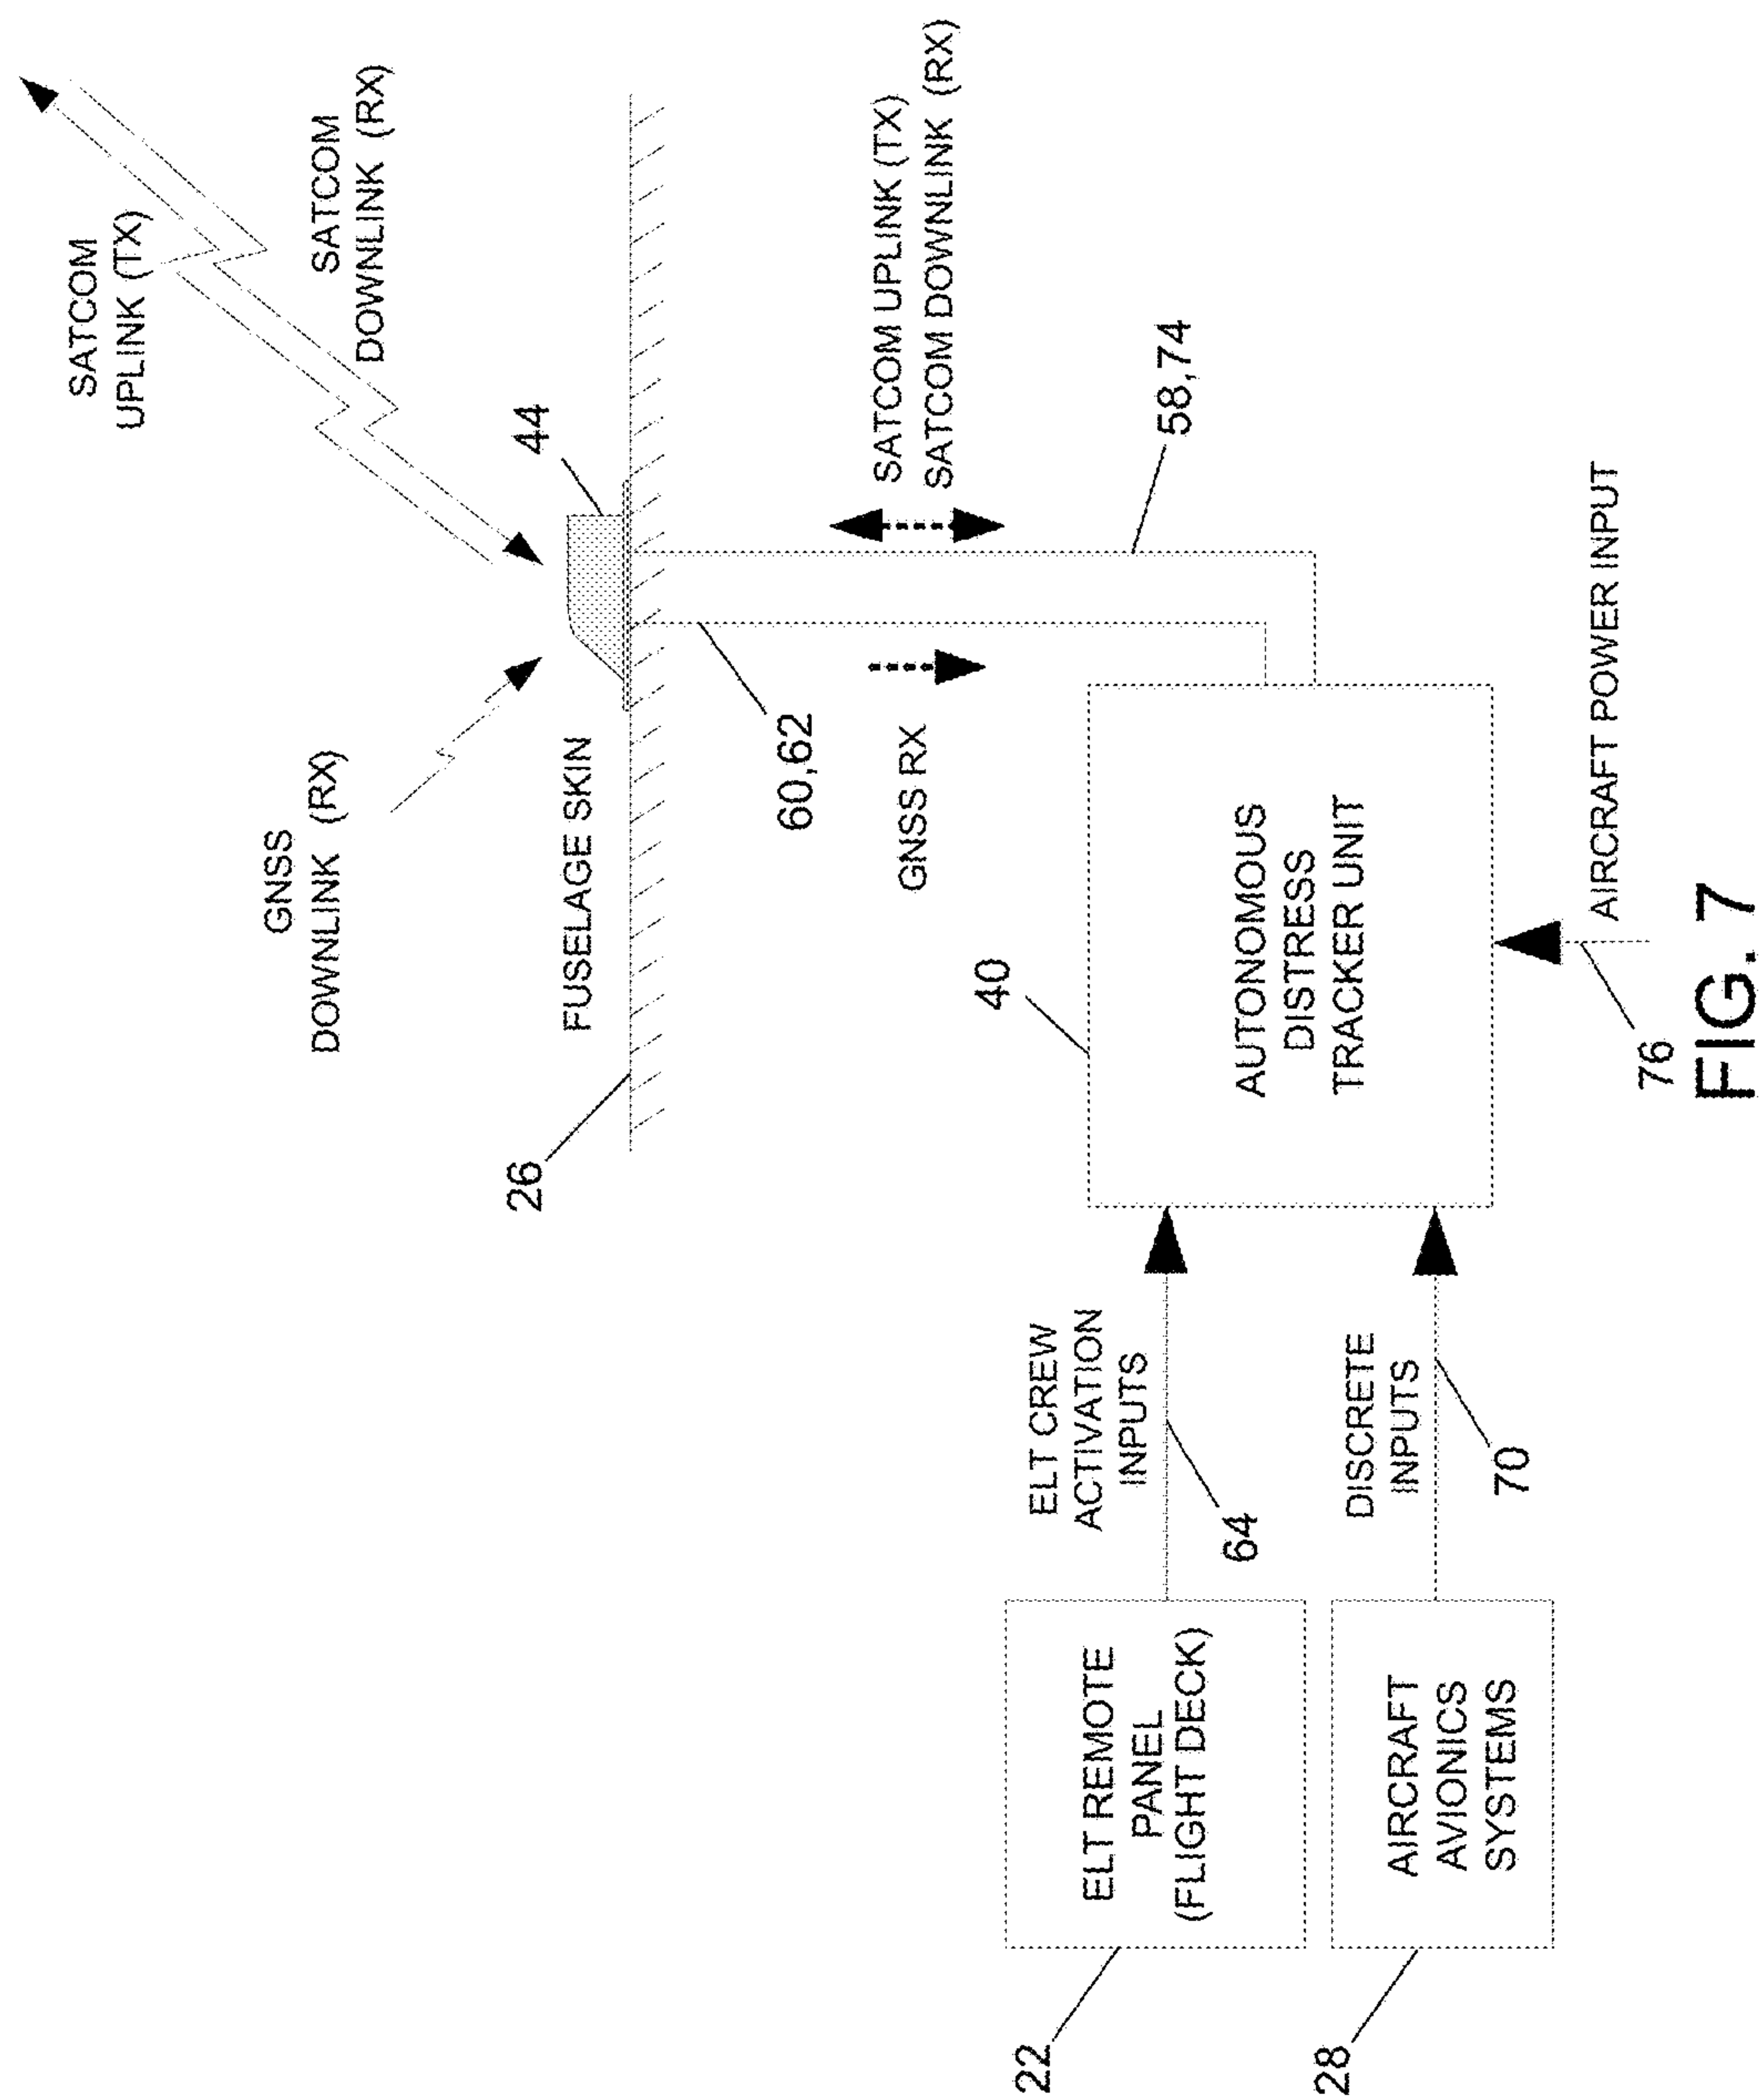 SATCOM
UPLINK (TX)
SATCOM
DOWNLINK (RX)
GNSS
DOWNLINK (RX)
44
FUSELAGE SKIN
26
60,62
GNSS RX
SATCOM UPLINK (TX)
SATCOM DOWNLINK (RX)
58,74
40
AUTONOMOUS
DISTRESS
TRACKER UNIT
ELT CREW
ACTIVATION
INPUTS
64
DISCRETE
INPUTS
70
22
ELT REMOTE
PANEL
(FLIGHT DECK)
28
AIRCRAFT
AVIONICS
SYSTEMS
76
AIRCRAFT POWER INPUT
FIG. 7